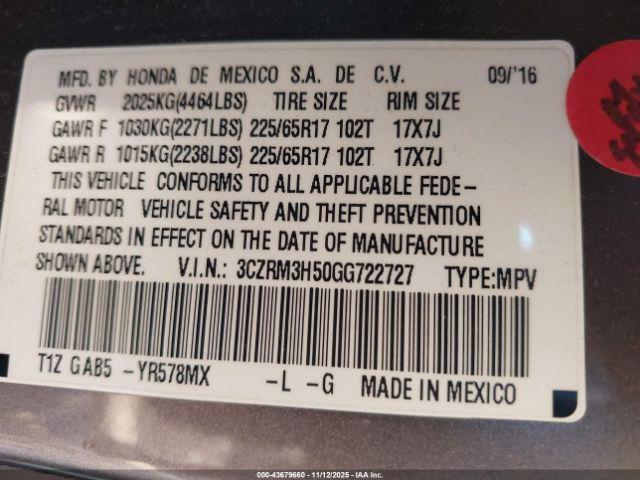 MFD. BY HONDA DE MEXICO S.A. DE C.V. 09/'16
GVWR 2025KG(4464LBS) TIRE SIZE RIM SIZE
GAWR F 1030KG(2271LBS) 225/65R17 102T 17X7J
GAWR R 1015KG(2238LBS) 225/65R17 102T 17X7J
THIS VEHICLE CONFORMS TO ALL APPLICABLE FEDE-
RAL MOTOR VEHICLE SAFETY AND THEFT PREVENTION
STANDARDS IN EFFECT ON THE DATE OF MANUFACTURE
SHOWN ABOVE. V.I.N.: 3CZRM3H50GG722727 TYPE:MPV
T1Z GAB5 -YR578MX -L -G MADE IN MEXICO
000-43679660 - 11/12/2025 - IAA Inc.